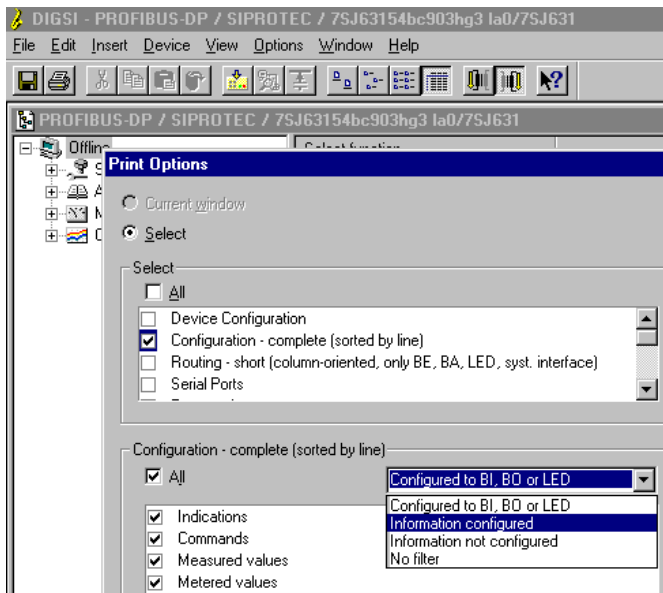 DIGSI - PROFIBUS-DP / SIPROTEC / 7SJ63154bc903hg3 la0/7SJ631
File Edit Insert Device View Options Window Help
PROFIBUS-DP / SIPROTEC / 7SJ63154bc903hg3 la0/7SJ631
Offline
Select function
Print Options
Current window
Select
Select
All
Device Configuration
Configuration - complete (sorted by line)
Routing - short (column-oriented, only BE, BA, LED, syst. interface)
Serial Ports
Configuration - complete (sorted by line)
All
Configured to BI, BO or LED
Configured to BI, BO or LED
Indications
Information configured
Commands
Information not configured
Measured values
No filter
Metered values